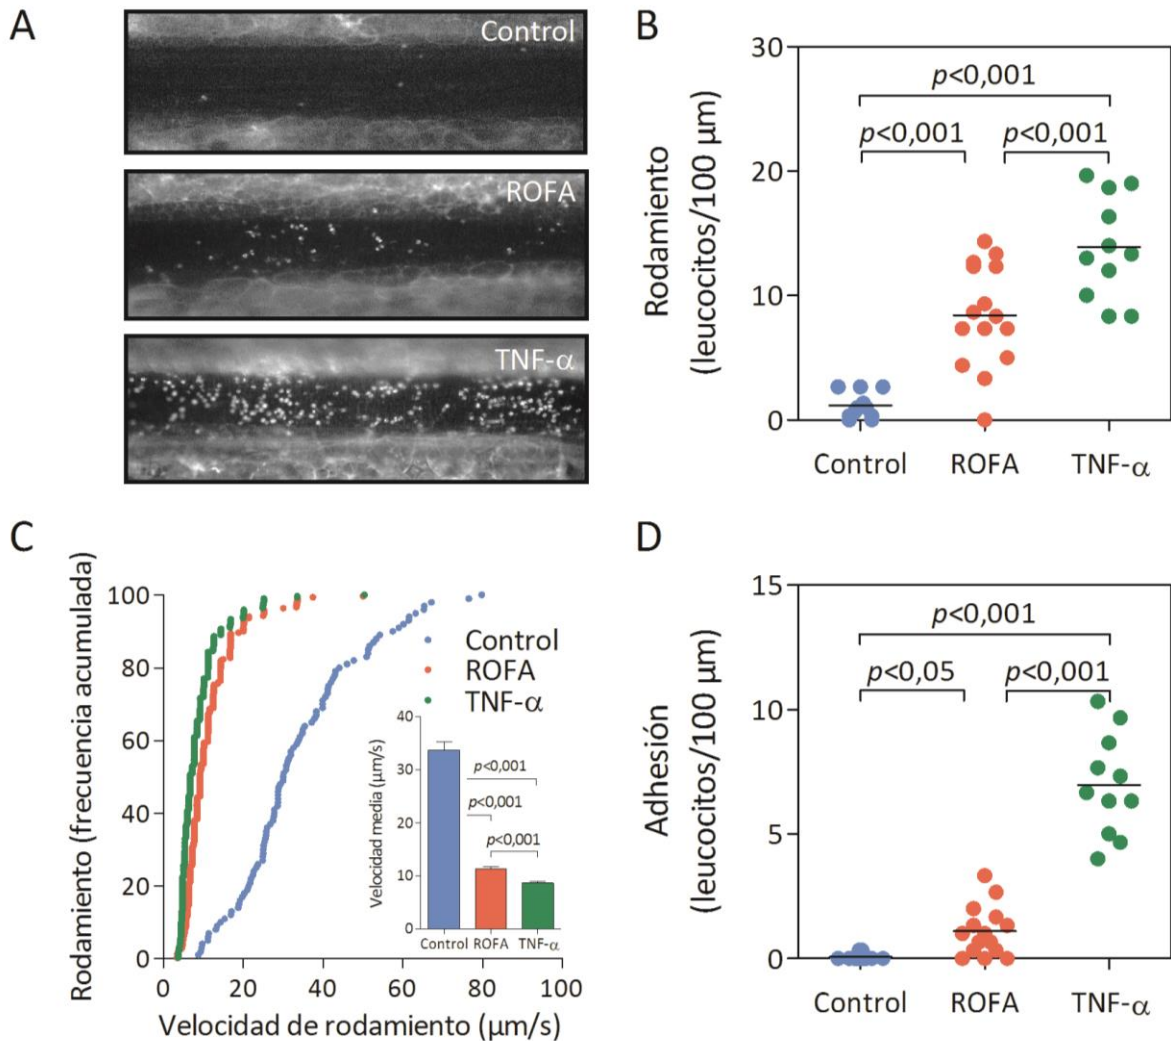 A
Control
ROFA
TNF-α
B
Rodamiento
(leucocitos/100 µm)
30
20
10
0
p<0,001
p<0,001
p<0,001
Control
ROFA
TNF-α
C
Rodamiento (frecuencia acumulada)
100
80
60
40
20
0
0
20
40
60
80
100
Velocidad de rodamiento (µm/s)
Control
ROFA
TNF-α
Velocidad media (µm/s)
40
30
20
10
0
p<0,001
p<0,001
p<0,001
Control
ROFA
TNF-α
D
Adhesión
(leucocitos/100 µm)
15
10
5
0
p<0,001
p<0,05
p<0,001
Control
ROFA
TNF-α